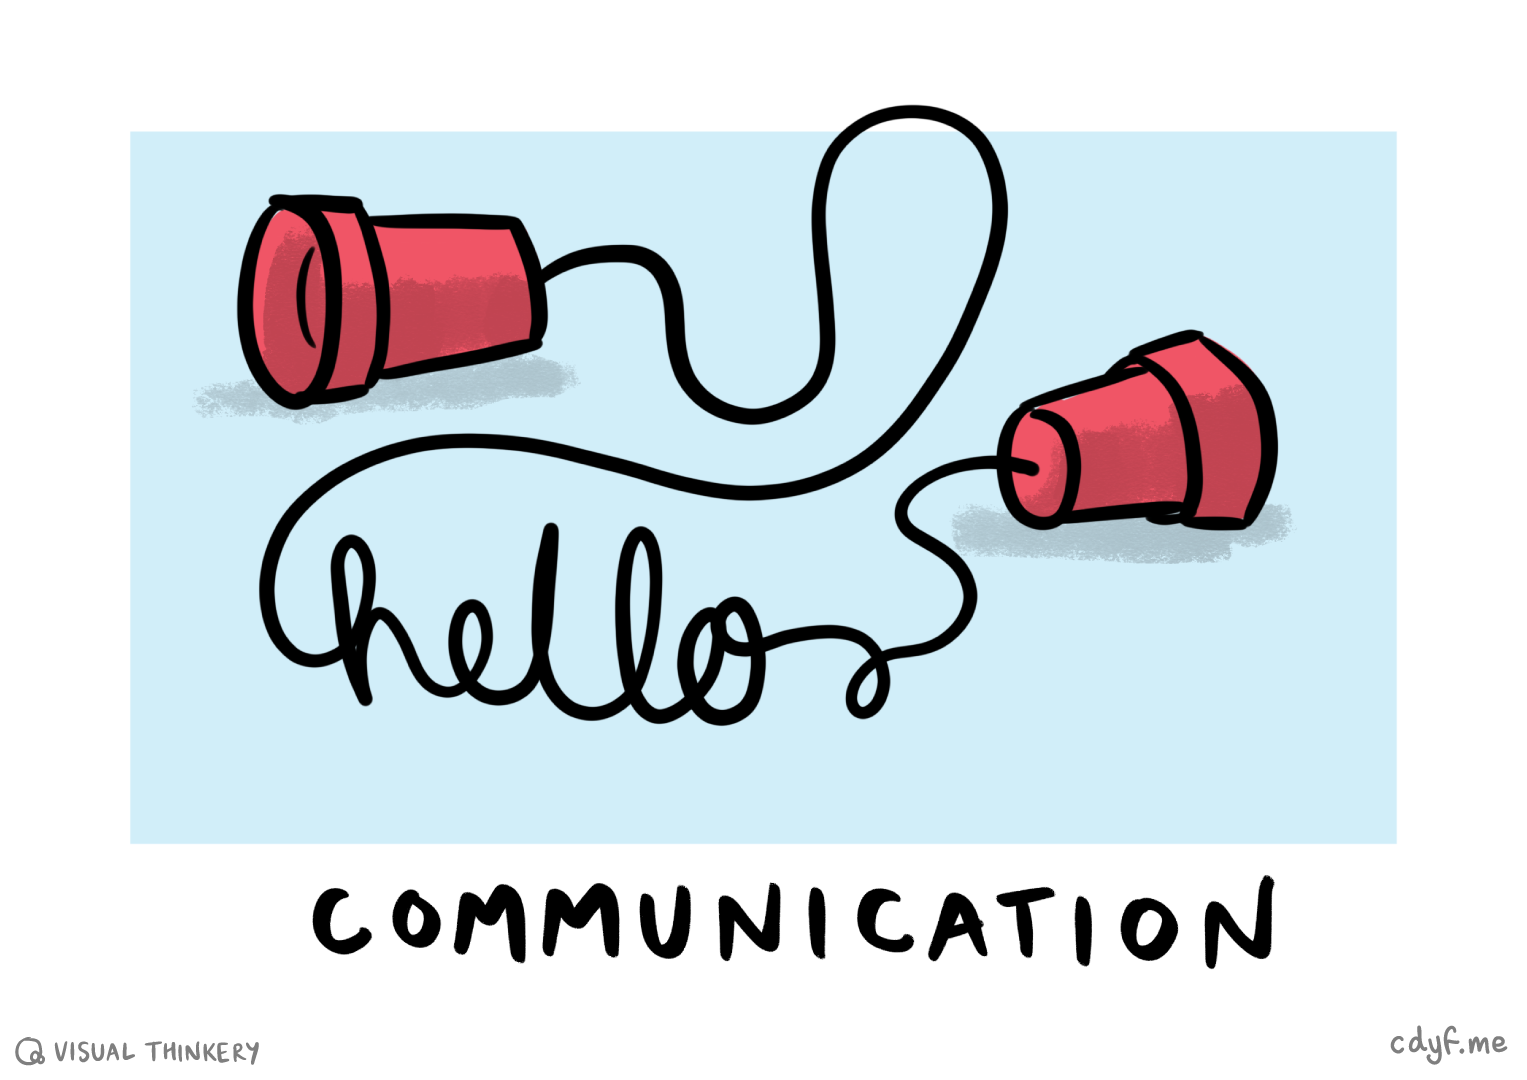 hello
COMMUNICATION
@ VISUAL THINKERY
cdyf.me